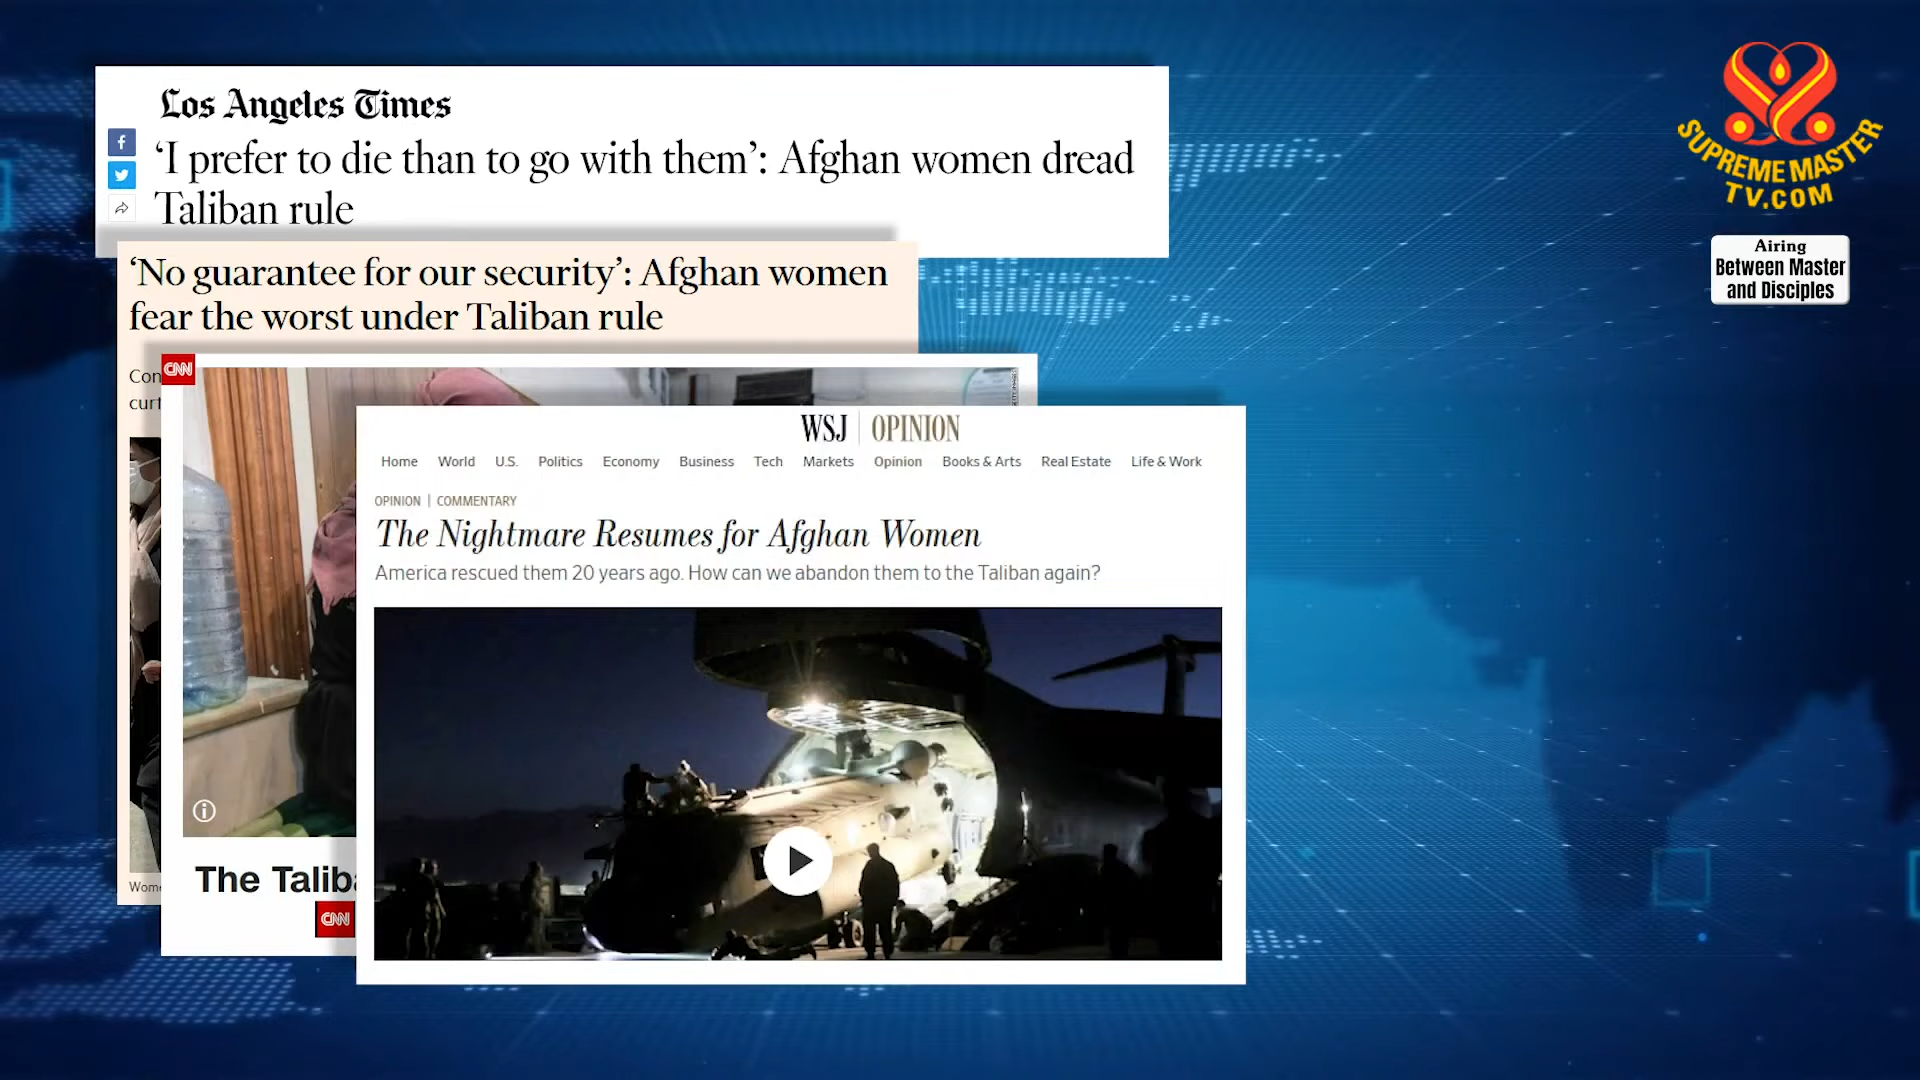 Los Angeles Times
‘I prefer to die than to go with them’: Afghan women dread
Taliban rule
‘No guarantee for our security’: Afghan women
fear the worst under Taliban rule
CNN
WSJ | OPINION
Home World U.S. Politics Economy Business Tech Markets Opinion Books & Arts Real Estate Life & Work
OPINION | COMMENTARY
The Nightmare Resumes for Afghan Women
America rescued them 20 years ago. How can we abandon them to the Taliban again?
The Taliba
CNN
SUPREME MASTER
TV.COM
Airing
Between Master
and Disciples